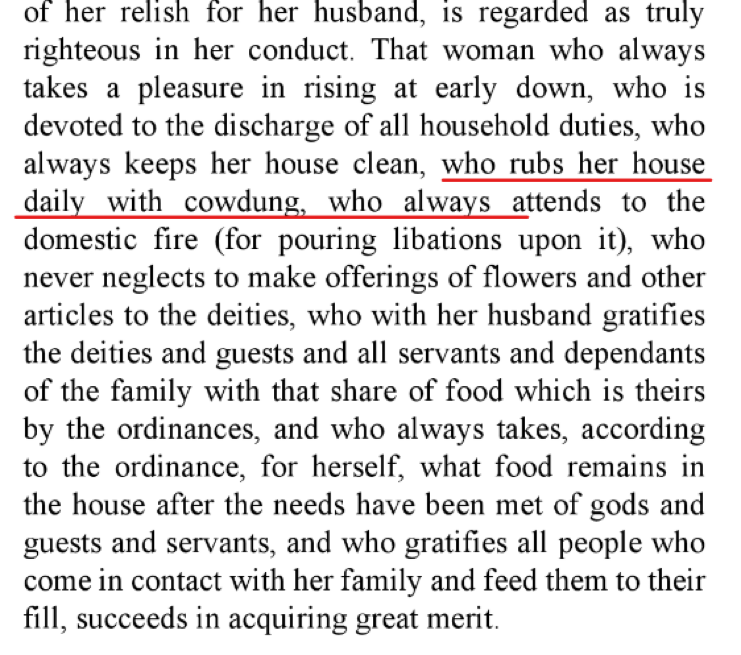 of her relish for her husband, is regarded as truly
righteous in her conduct. That woman who always
takes a pleasure in rising at early down, who is
devoted to the discharge of all household duties, who
always keeps her house clean, who rubs her house
daily with cowdung, who always attends to the
domestic fire (for pouring libations upon it), who
never neglects to make offerings of flowers and other
articles to the deities, who with her husband gratifies
the deities and guests and all servants and dependants
of the family with that share of food which is theirs
by the ordinances, and who always takes, according
to the ordinance, for herself, what food remains in
the house after the needs have been met of gods and
guests and servants, and who gratifies all people who
come in contact with her family and feed them to their
fill, succeeds in acquiring great merit.